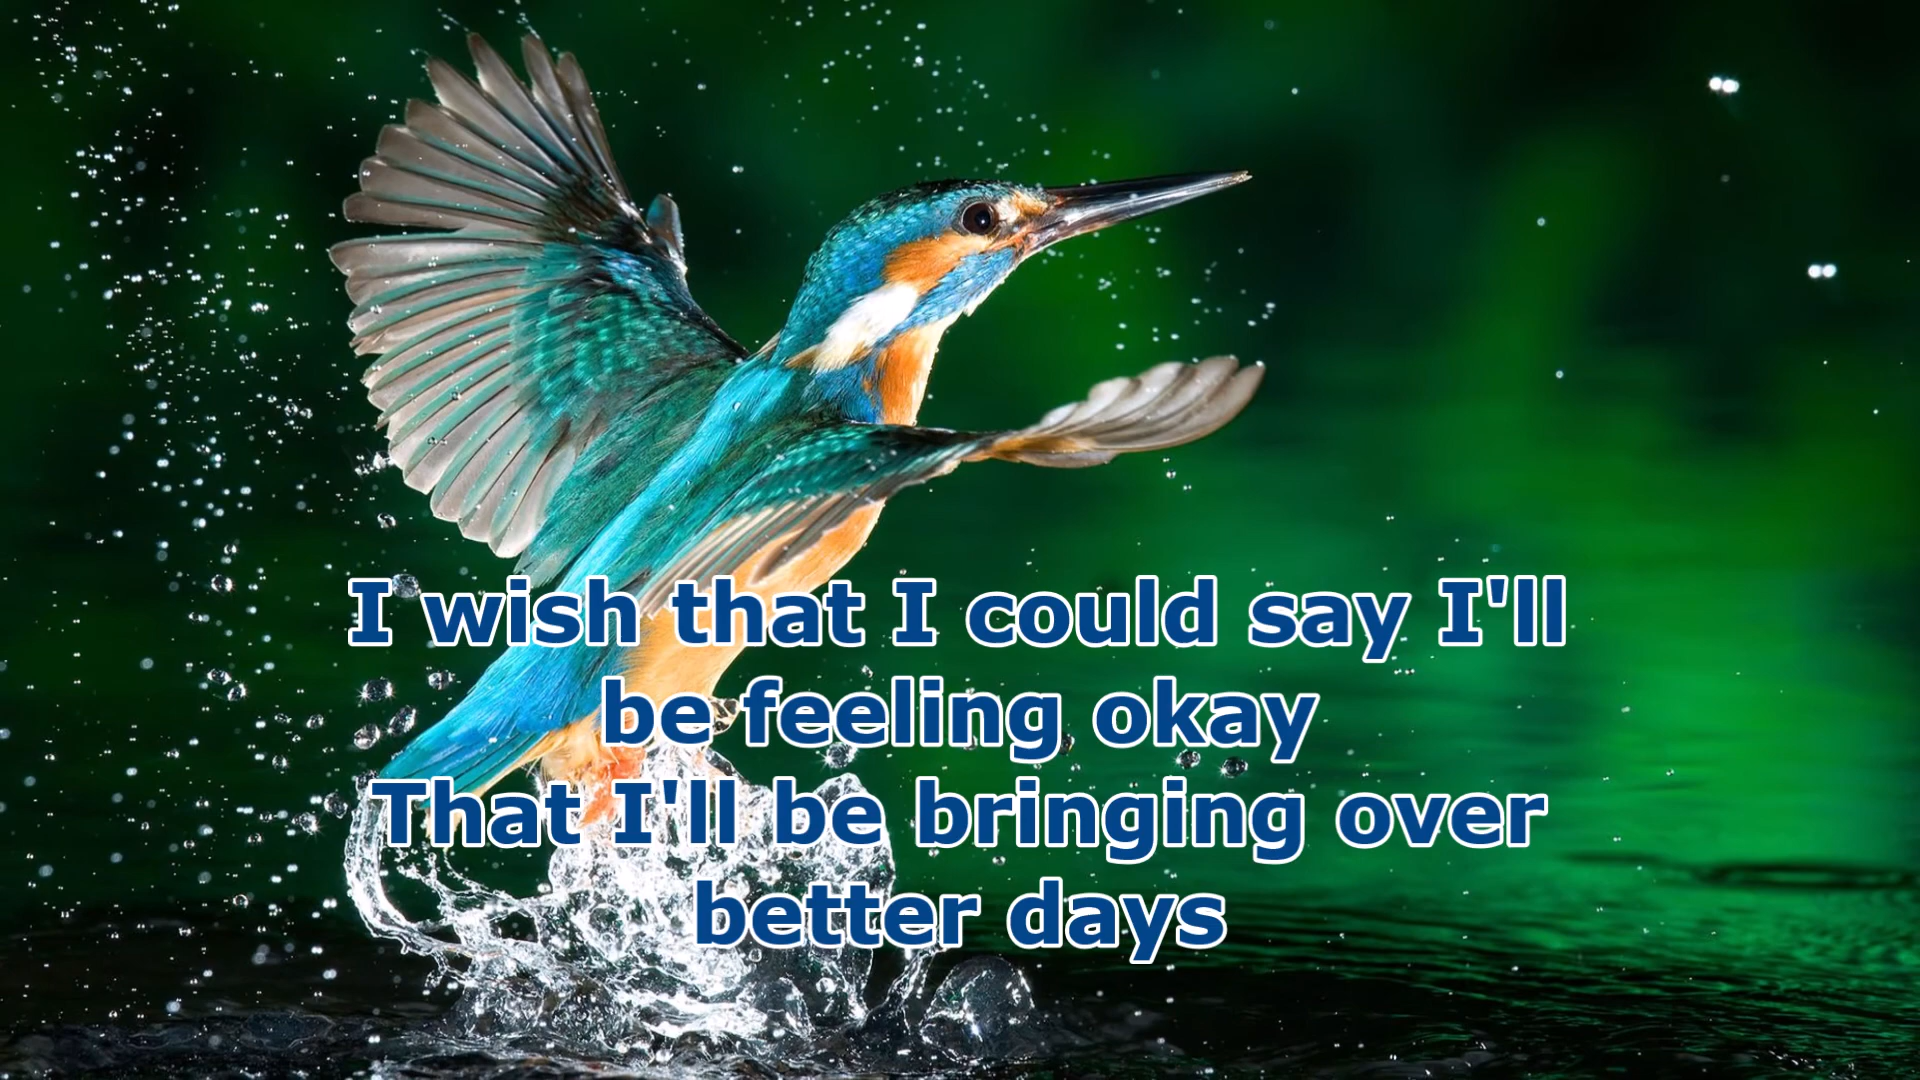 I wish that I could say I'll
be feeling okay
That I'll be bringing over
better days